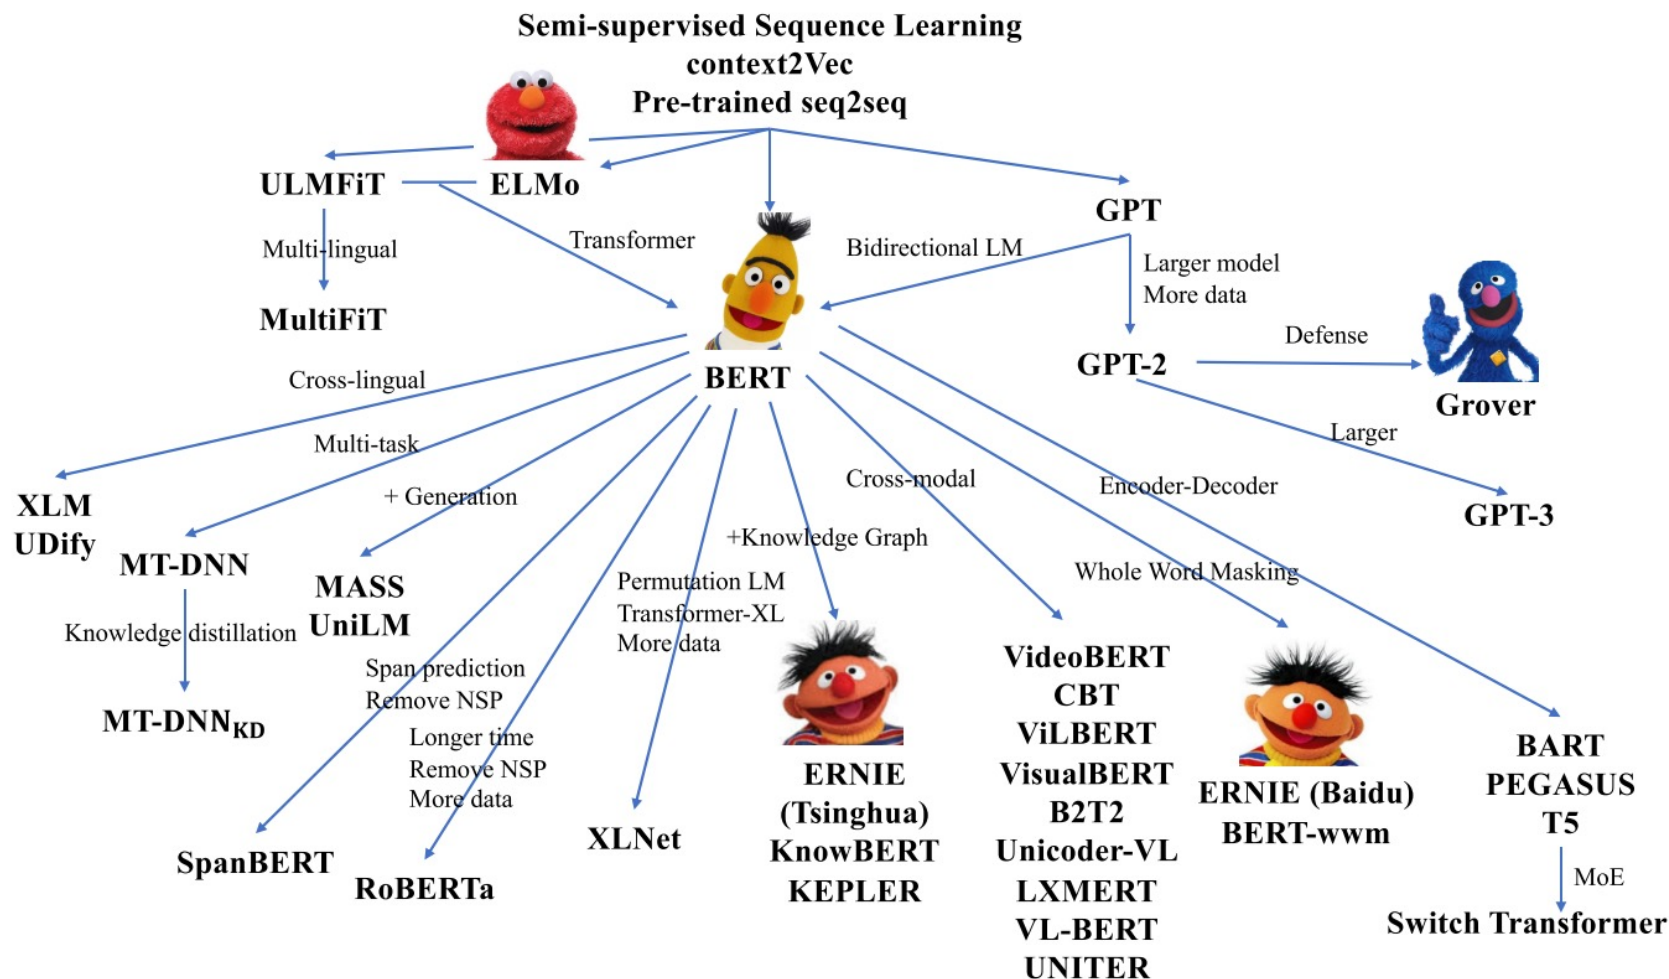 Semi-supervised Sequence Learning
context2Vec
Pre-trained seq2seq
ULMFiT
ELMo
GPT
Multi-lingual
Transformer
Bidirectional LM
Larger model
More data
MultiFiT
Defense
BERT
GPT-2
Grover
Cross-lingual
Larger
Multi-task
Cross-modal
Encoder-Decoder
+ Generation
XLM
UDify
GPT-3
+Knowledge Graph
MT-DNN
Whole Word Masking
MASS
UniLM
Permutation LM
Transformer-XL
More data
Knowledge distillation
Span prediction
Remove NSP
MT-DNNKD
Longer time
Remove NSP
More data
SpanBERT
RoBERTa
XLNet
ERNIE
(Tsinghua)
KnowBERT
KEPLER
VideoBERT
CBT
ViLBERT
VisualBERT
B2T2
Unicoder-VL
LXMERT
VL-BERT
UNITER
ERNIE (Baidu)
BERT-wwm
BART
PEGASUS
T5
MoE
Switch Transformer